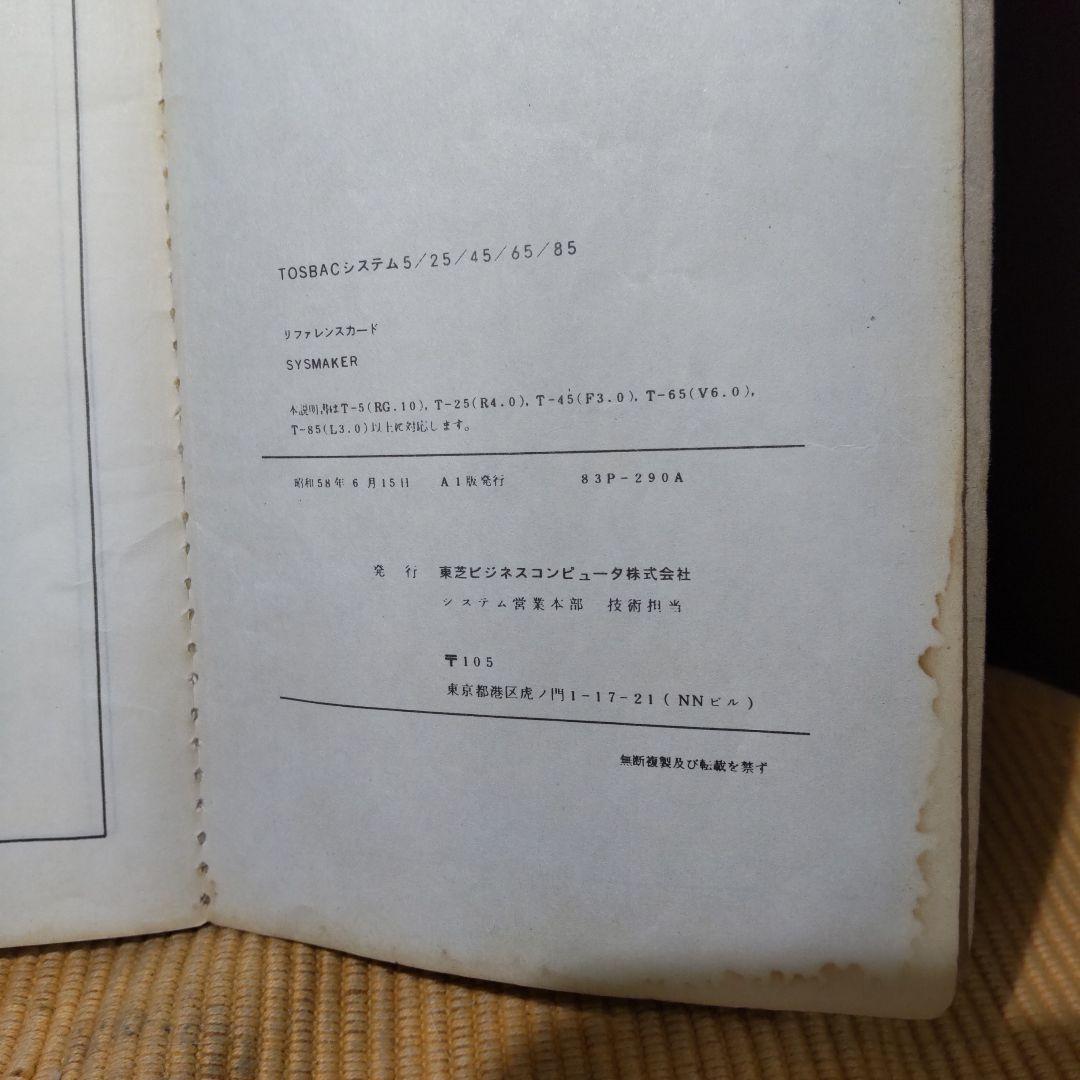 TOSBACシステム5/25/45/65/85
リファレンスカード
SYSMAKER
本説明書はT-5(RG.10), T-25(R4.0), T-45(F3.0), T-65(V6.0),
T-85(L3.0)以上に対応します。
昭和58年6月15日 A1版発行 83P-290A
発行 東芝ビジネスコンピュータ株式会社
システム営業本部 技術担当
〒105
東京都港区虎ノ門1-17-21(NNビル)
無断複製及び転載を禁ず